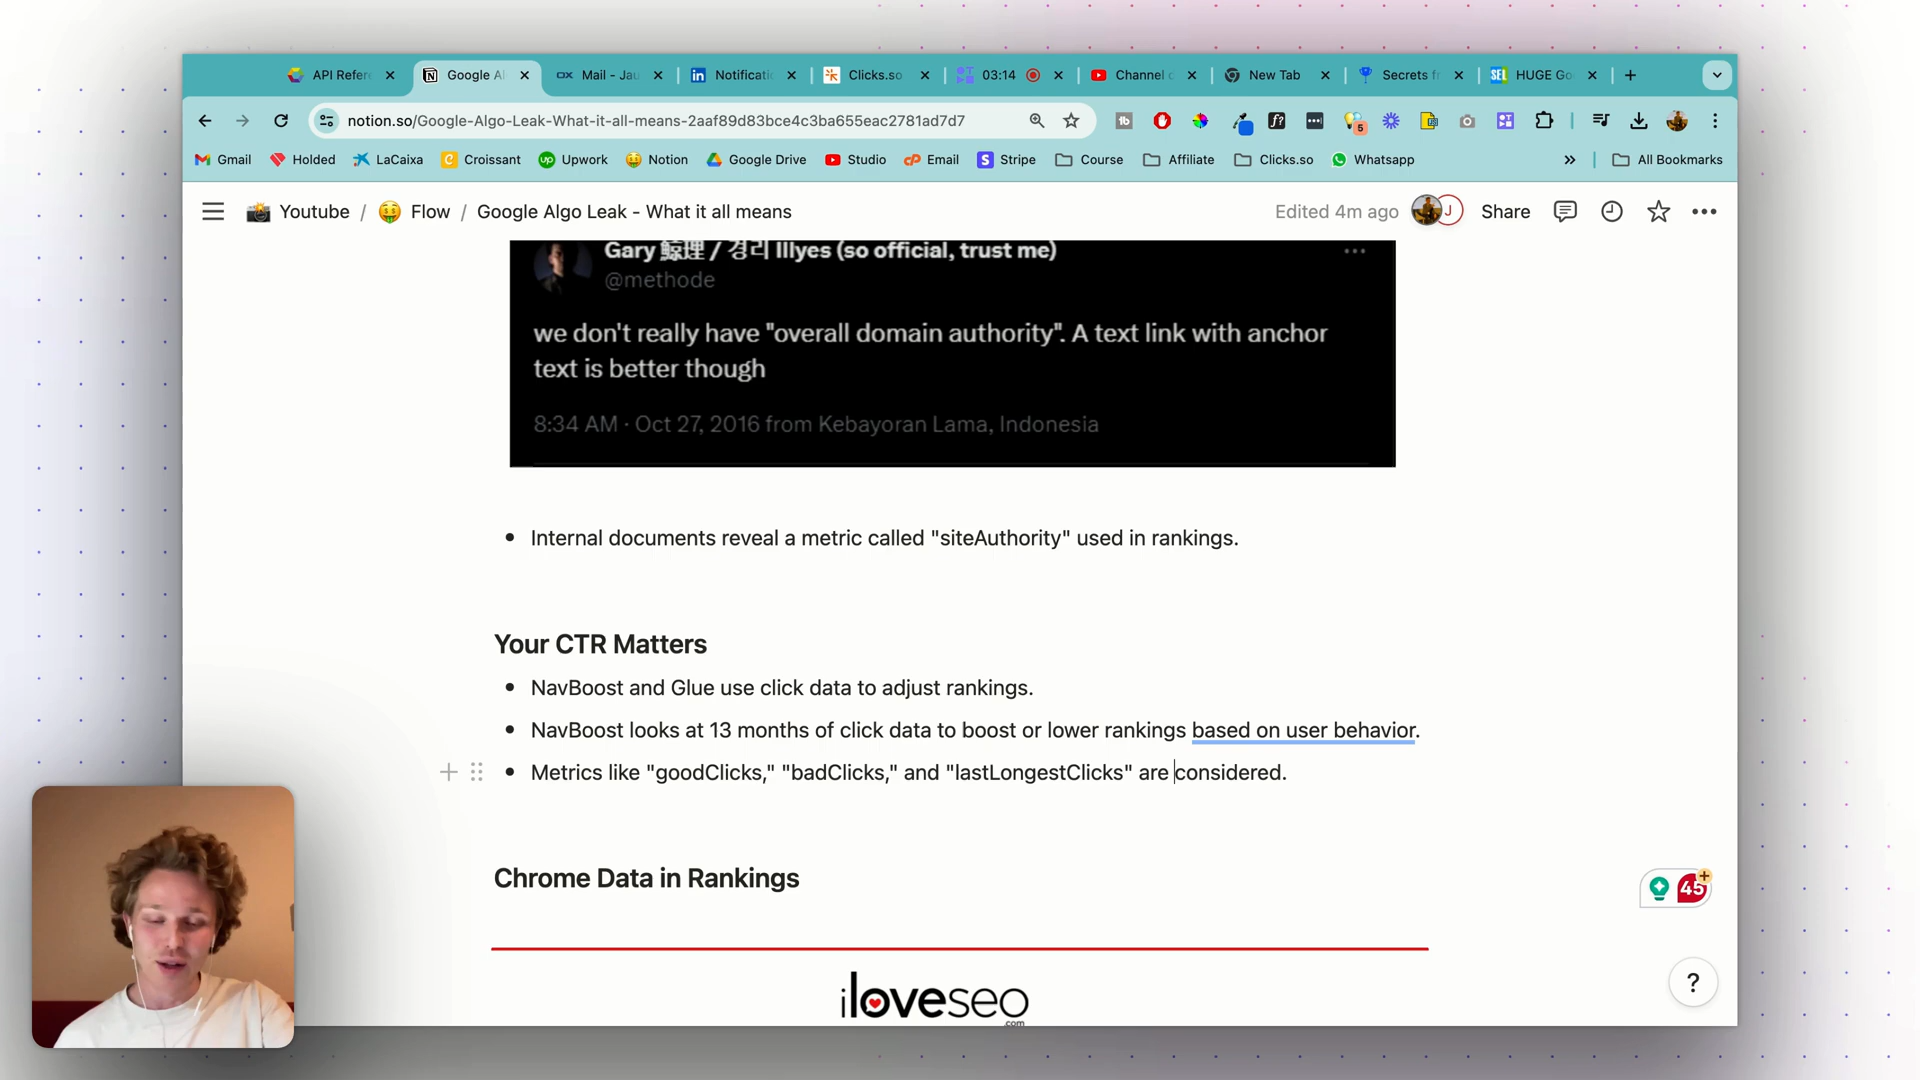 API Refere
Google Al
Mail - Jau
Notificatio
Clicks.so
03:14
Channel c
New Tab
Secrets f
HUGE Go
notion.so/Google-Algo-Leak-What-it-all-means-2aaf89d83bce4c3ba655eac2781ad7d7
5
Gmail
Holded
LaCaixa
Croissant
Upwork
Notion
Google Drive
Studio
Email
Stripe
Course
Affiliate
Clicks.so
Whatsapp
All Bookmarks
Youtube / Flow / Google Algo Leak - What it all means
Edited 4m ago
J
Share
Gary 鯨理 / 경리 Illyes (so official, trust me)
@methode
we don't really have "overall domain authority". A text link with anchor
text is better though
8:34 AM · Oct 27, 2016 from Kebayoran Lama, Indonesia
• Internal documents reveal a metric called "siteAuthority" used in rankings.
Your CTR Matters
• NavBoost and Glue use click data to adjust rankings.
• NavBoost looks at 13 months of click data to boost or lower rankings based on user behavior.
• Metrics like "goodClicks," "badClicks," and "lastLongestClicks" are considered.
Chrome Data in Rankings
45
iloveseo
.com
?